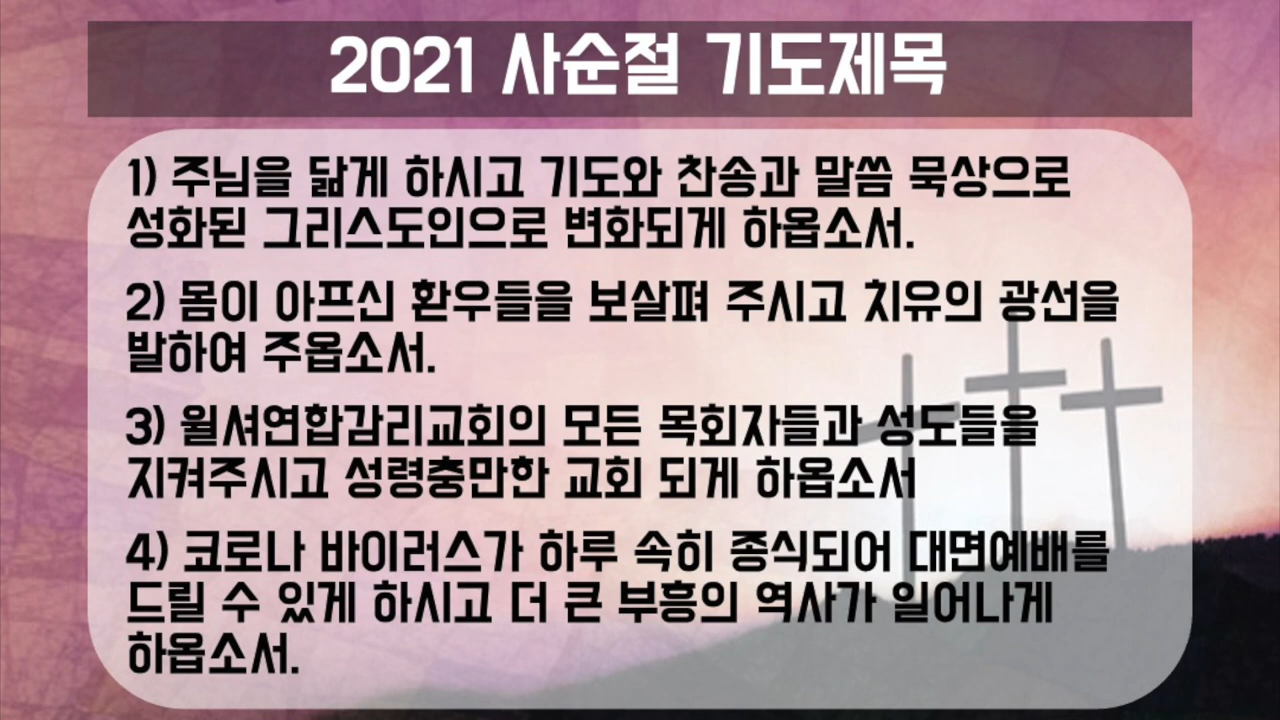 2021 사순절 기도제목
1) 주님을 닮게 하시고 기도와 찬송과 말씀 묵상으로
성화된 그리스도인으로 변화되게 하옵소서.
2) 몸이 아프신 환우들을 보살펴 주시고 치유의 광선을
발하여 주옵소서.
3) 윌셔연합감리교회의 모든 목회자들과 성도들을
지켜주시고 성령충만한 교회 되게 하옵소서
4) 코로나 바이러스가 하루 속히 종식되어 대면예배를
드릴 수 있게 하시고 더 큰 부흥의 역사가 일어나게
하옵소서.